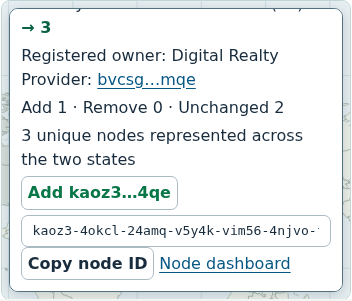 → 3
Registered owner: Digital Realty
Provider: bvcsg...mqe
Add 1 · Remove 0 · Unchanged 2
3 unique nodes represented across
the two states
Add kaoz3...4qe
kaoz3-4okcl-24amq-v5y4k-vim56-4njvo-
Copy node ID Node dashboard